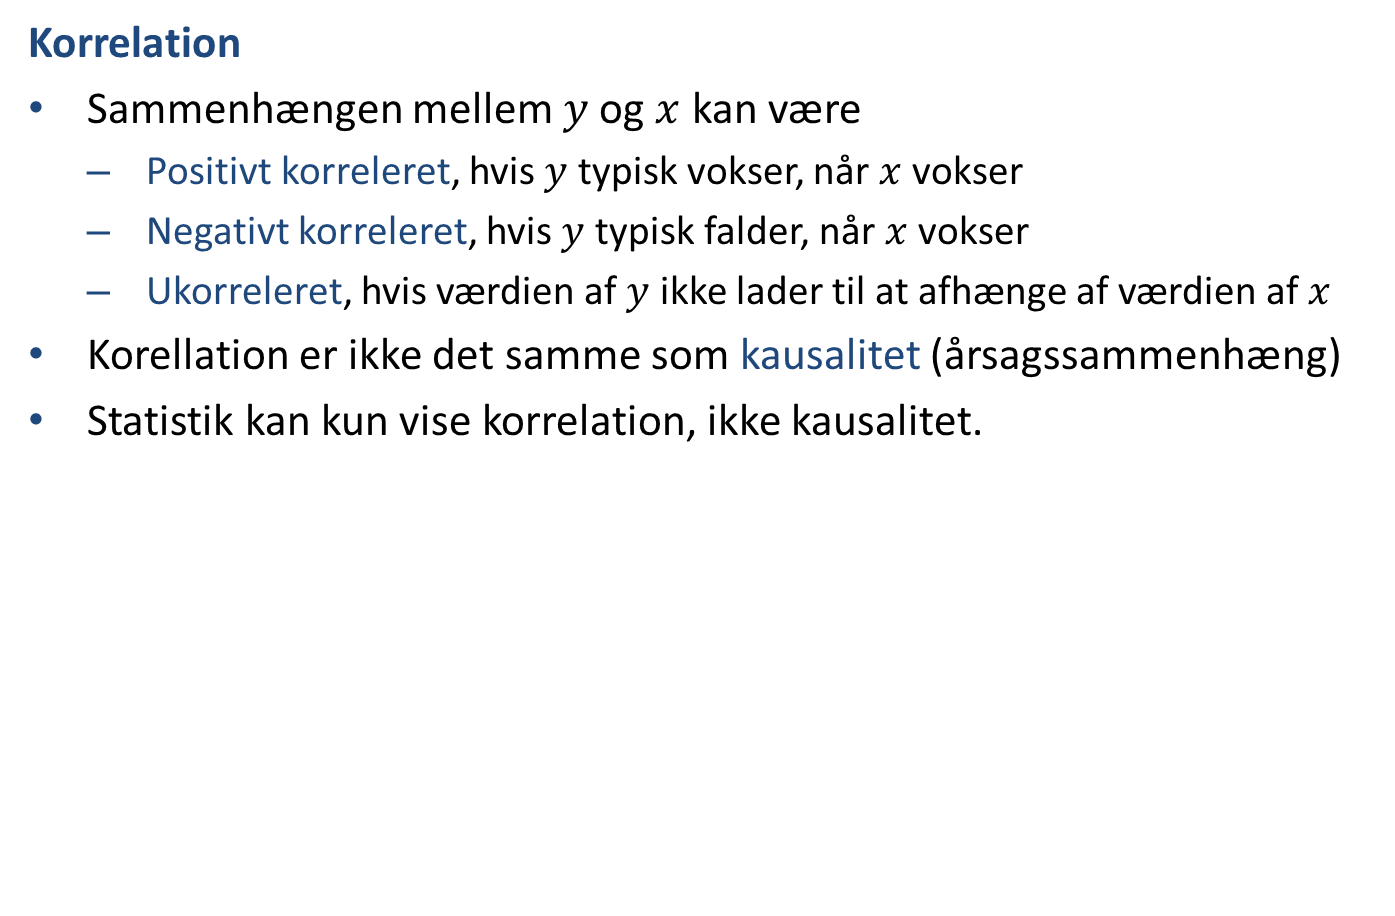 Korrelation
• Sammenhængen mellem y og x kan være
– Positivt korreleret, hvis y typisk vokser, når x vokser
– Negativt korreleret, hvis y typisk falder, når x vokser
– Ukorreleret, hvis værdien af y ikke lader til at afhænge af værdien af x
• Korellation er ikke det samme som kausalitet (årsagssammenhæng)
• Statistik kan kun vise korrelation, ikke kausalitet.